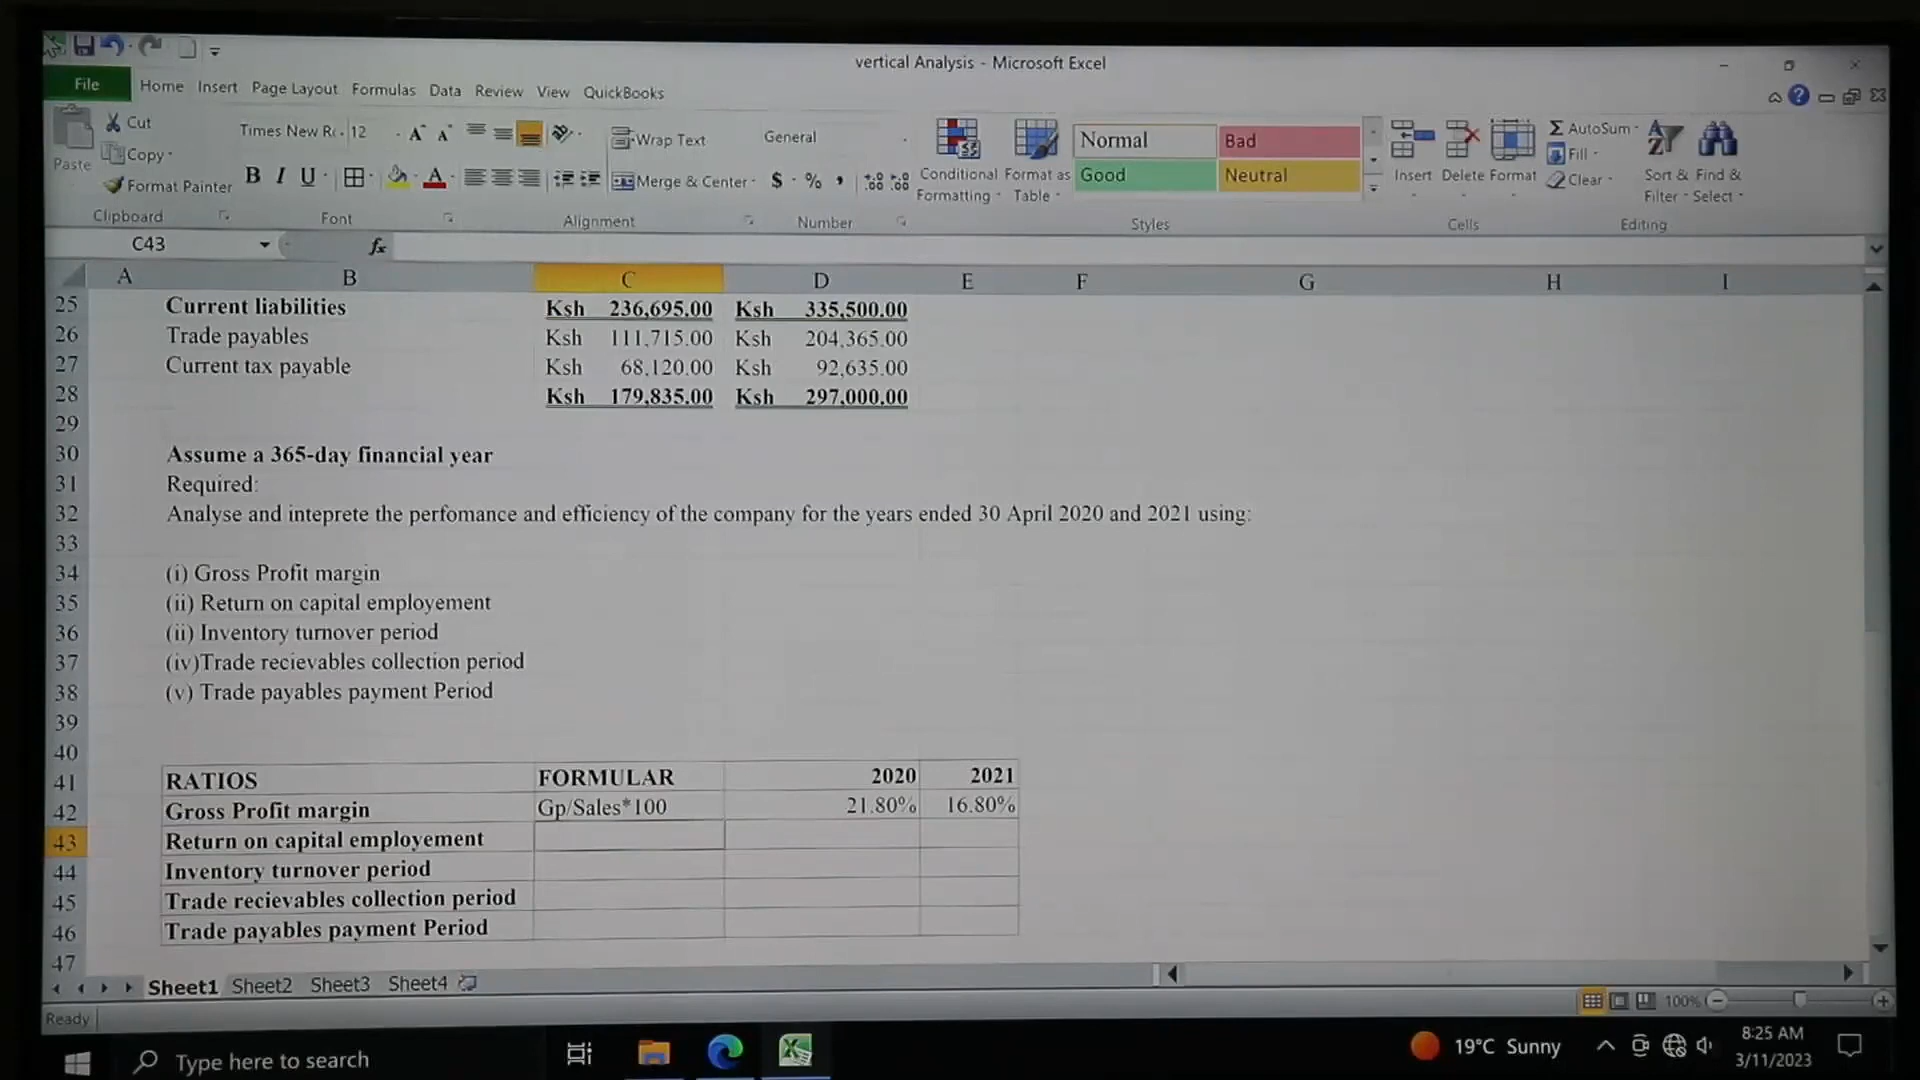 vertical Analysis - Microsoft Excel
File Home Insert Page Layout Formulas Data Review View QuickBooks
Cut
Copy
Format Painter
Paste
Clipboard
Times New R 12
B I U
Font
Wrap Text
Merge & Center
Alignment
General
$ % ,
Number
Conditional Formatting
Format as Table
Normal
Bad
Good
Neutral
Styles
Insert Delete Format
Cells
Σ AutoSum
Fill
Clear
Sort & Filter
Find & Select
Editing
C43 fx
A B C D E F G H I
25 Current liabilities Ksh 236,695.00 Ksh 335,500.00
26 Trade payables Ksh 111,715.00 Ksh 204,365.00
27 Current tax payable Ksh 68,120.00 Ksh 92,635.00
28 Ksh 179,835.00 Ksh 297,000.00
29
30 Assume a 365-day financial year
31 Required:
32 Analyse and inteprete the perfomance and efficiency of the company for the years ended 30 April 2020 and 2021 using:
33
34 (i) Gross Profit margin
35 (ii) Return on capital employement
36 (ii) Inventory turnover period
37 (iv)Trade recievables collection period
38 (v) Trade payables payment Period
39
40
41 RATIOS FORMULAR 2020 2021
42 Gross Profit margin Gp/Sales*100 21.80% 16.80%
43 Return on capital employement
44 Inventory turnover period
45 Trade recievables collection period
46 Trade payables payment Period
47
Sheet1 Sheet2 Sheet3 Sheet4
Ready 100%
Type here to search
19°C Sunny
8:25 AM
3/11/2023